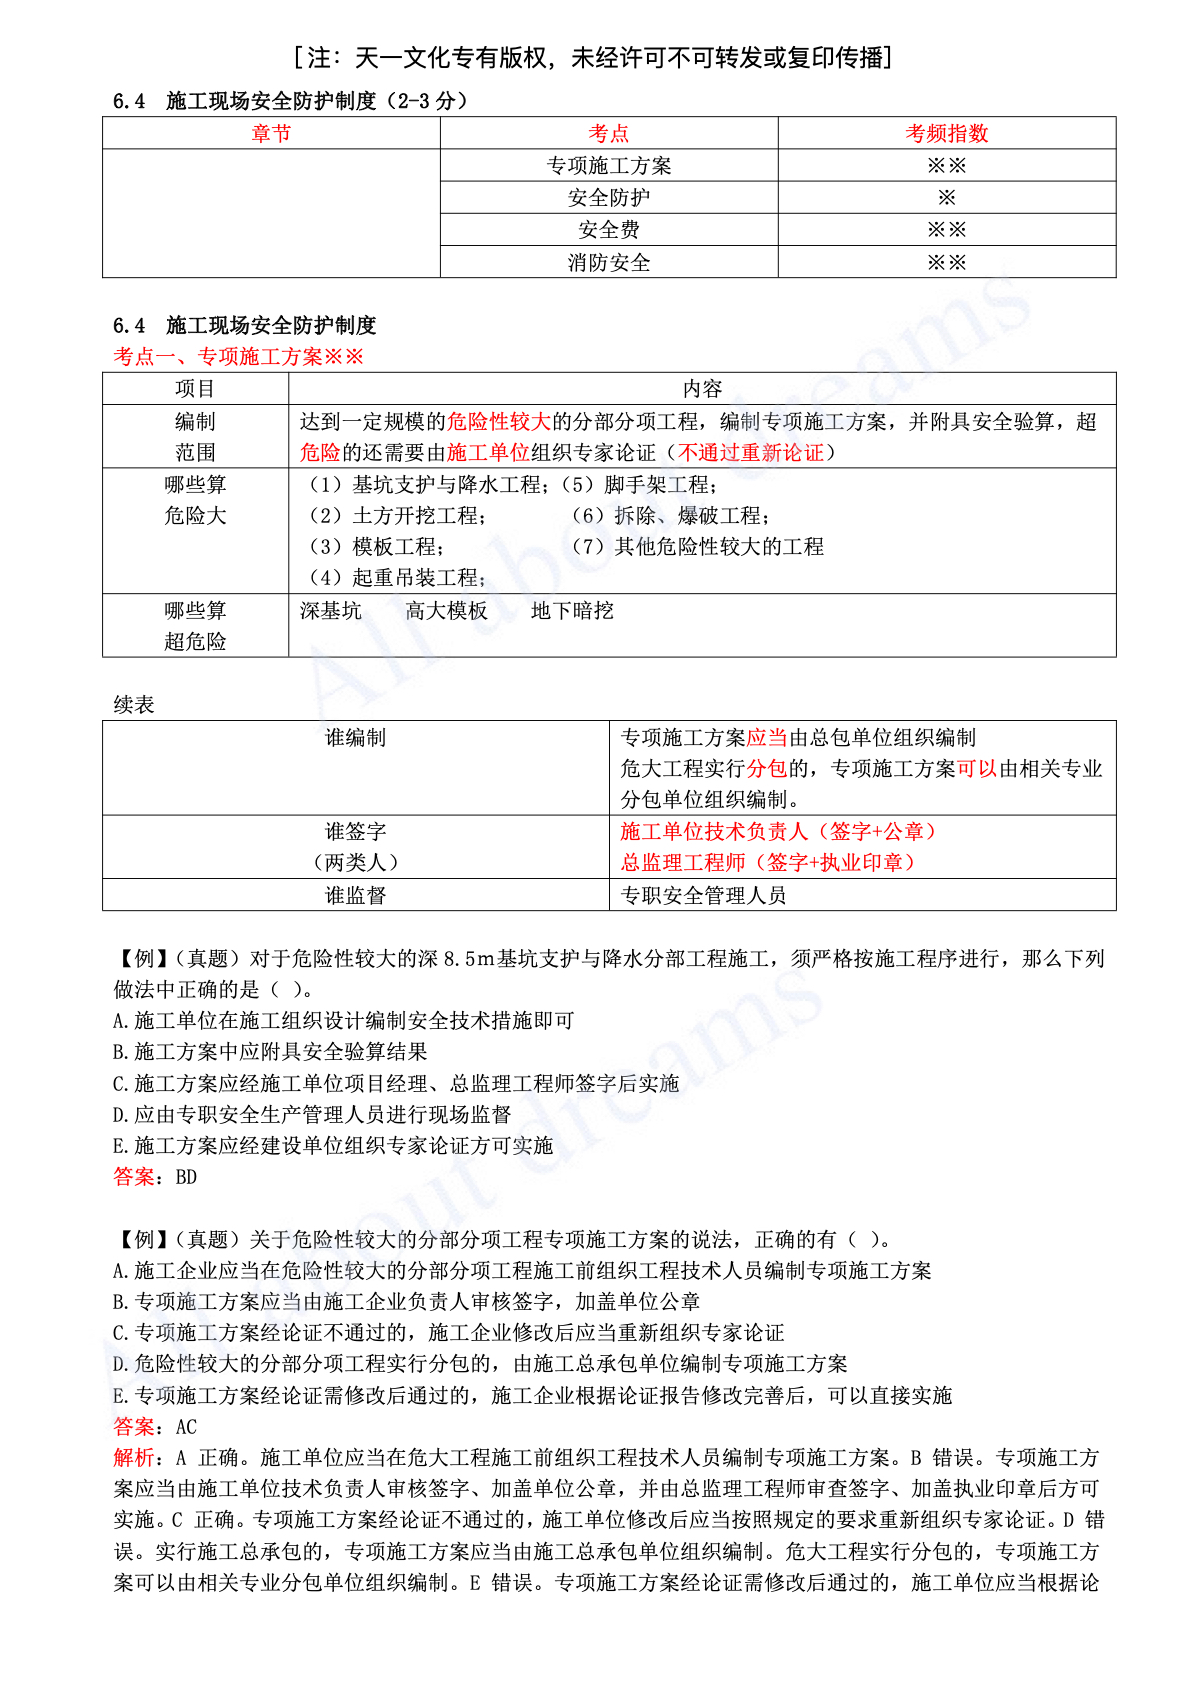 [注：天一文化专有版权，未经许可不可转发或复印传播]
6.4 施工现场安全防护制度（2-3 分）
章节 考点 考频指数
专项施工方案 ※※
安全防护 ※
安全费 ※※
消防安全 ※※
6.4 施工现场安全防护制度
考点一、专项施工方案※※
项目 内容
编制 达到一定规模的危险性较大的分部分项工程，编制专项施工方案，并附具安全验算，超
范围 危险的还需要由施工单位组织专家论证（不通过重新论证）
哪些算 （1）基坑支护与降水工程；（5）脚手架工程；
危险大 （2）土方开挖工程； （6）拆除、爆破工程；
（3）模板工程； （7）其他危险性较大的工程
（4）起重吊装工程；
哪些算 深基坑 高大模板 地下暗挖
超危险
续表
谁编制 专项施工方案应当由总包单位组织编制
危大工程实行分包的，专项施工方案可以由相关专业
分包单位组织编制。
谁签字 施工单位技术负责人（签字+公章）
（两类人） 总监理工程师（签字+执业印章）
谁监督 专职安全管理人员
【例】（真题）对于危险性较大的深 8.5m基坑支护与降水分部工程施工，须严格按施工程序进行，那么下列
做法中正确的是（ ）。
A.施工单位在施工组织设计编制安全技术措施即可
B.施工方案中应附具安全验算结果
C.施工方案应经施工单位项目经理、总监理工程师签字后实施
D.应由专职安全生产管理人员进行现场监督
E.施工方案应经建设单位组织专家论证方可实施
答案：BD
【例】（真题）关于危险性较大的分部分项工程专项施工方案的说法，正确的有（ ）。
A.施工企业应当在危险性较大的分部分项工程施工前组织工程技术人员编制专项施工方案
B.专项施工方案应当由施工企业负责人审核签字，加盖单位公章
C.专项施工方案经论证不通过的，施工企业修改后应当重新组织专家论证
D.危险性较大的分部分项工程实行分包的，由施工总承包单位编制专项施工方案
E.专项施工方案经论证需修改后通过的，施工企业根据论证报告修改完善后，可以直接实施
答案：AC
解析：A 正确。施工单位应当在危大工程施工前组织工程技术人员编制专项施工方案。B 错误。专项施工方
案应当由施工单位技术负责人审核签字、加盖单位公章，并由总监理工程师审查签字、加盖执业印章后方可
实施。C 正确。专项施工方案经论证不通过的，施工单位修改后应当按照规定的要求重新组织专家论证。D 错
误。实行施工总承包的，专项施工方案应当由施工总承包单位组织编制。危大工程实行分包的，专项施工方
案可以由相关专业分包单位组织编制。E 错误。专项施工方案经论证需修改后通过的，施工单位应当根据论
All about dreams
All about dreams